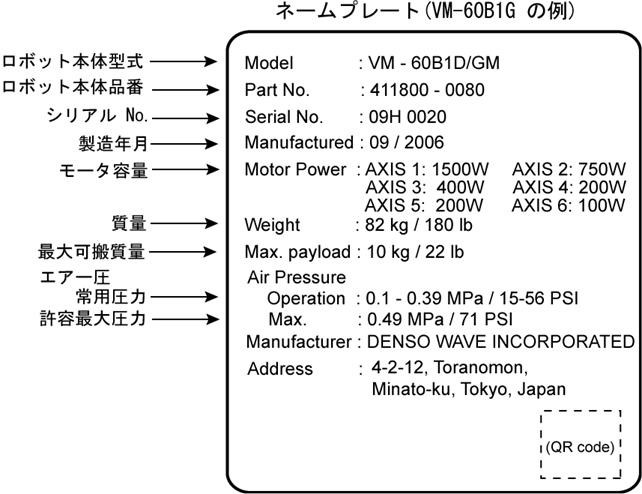 ネームプレート(VM-60B1G の例)
ロボット本体型式 Model : VM - 60B1D/GM
ロボット本体品番 Part No. : 411800 - 0080
シリアル No. Serial No. : 09H 0020
製造年月 Manufactured : 09 / 2006
モータ容量 Motor Power : AXIS 1: 1500W AXIS 2: 750W
AXIS 3: 400W AXIS 4: 200W
AXIS 5: 200W AXIS 6: 100W
質量 Weight : 82 kg / 180 lb
最大可搬質量 Max. payload : 10 kg / 22 lb
エアー圧 Air Pressure
常用圧力 Operation : 0.1 - 0.39 MPa / 15-56 PSI
許容最大圧力 Max. : 0.49 MPa / 71 PSI
Manufacturer : DENSO WAVE INCORPORATED
Address : 4-2-12, Toranomon,
Minato-ku, Tokyo, Japan
(QR code)